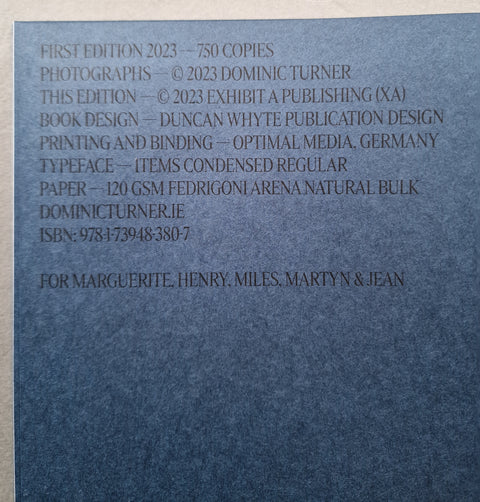 FIRST EDITION 2023 — 750 COPIES
PHOTOGRAPHS — © 2023 DOMINIC TURNER
THIS EDITION — © 2023 EXHIBIT A PUBLISHING (XA)
BOOK DESIGN — DUNCAN WHYTE PUBLICATION DESIGN
PRINTING AND BINDING — OPTIMAL MEDIA, GERMANY
TYPEFACE — ITEMS CONDENSED REGULAR
PAPER — 120 GSM FEDRIGONI ARENA NATURAL BULK
DOMINICTURNER.IE
ISBN: 978-1-73948-380-7
FOR MARGUERITE, HENRY, MILES, MARTYN & JEAN